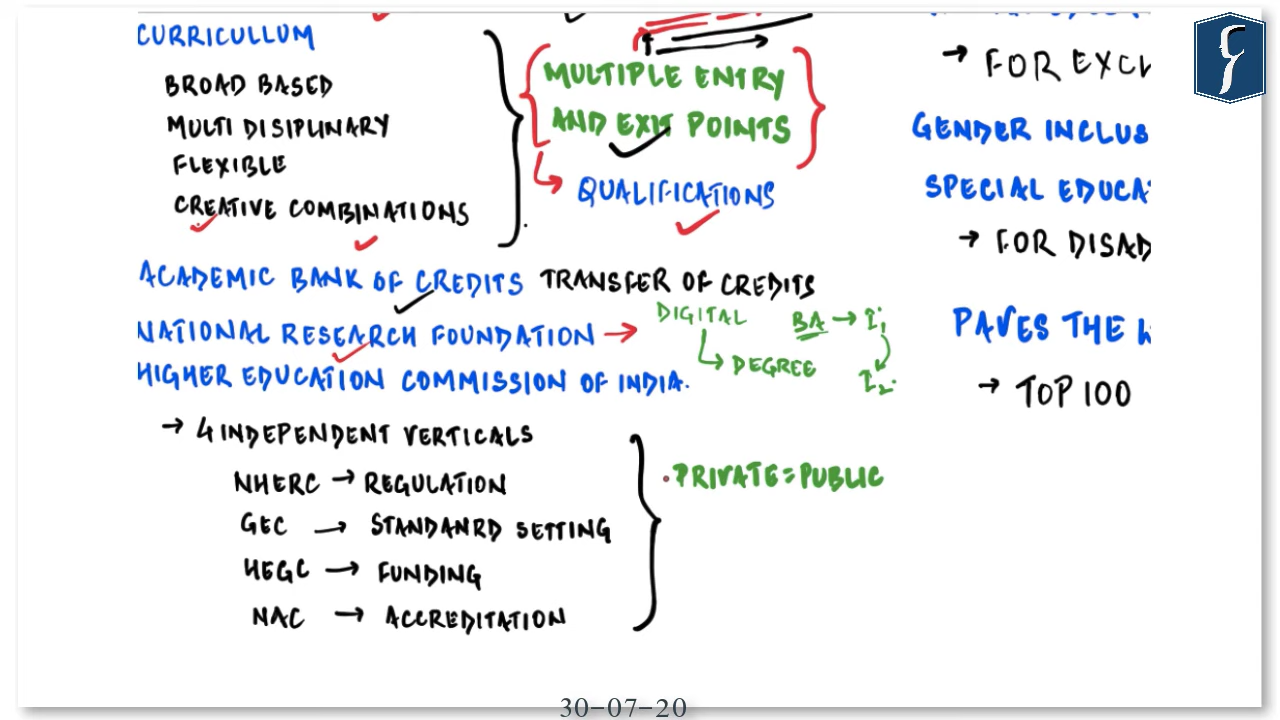 CURRICULLUM
BROAD BASED
MULTI DISIPLINARY
FLEXIBLE
CREATIVE COMBINATIONS
MULTIPLE ENTRY
AND EXIT POINTS
QUALIFICATIONS
ACADEMIC BANK OF CREDITS TRANSFER OF CREDITS
NATIONAL RESEARCH FOUNDATION →
DIGITAL
DEGREE
BA → I1
I2
HIGHER EDUCATION COMMISSION OF INDIA.
→ 4 INDEPENDENT VERTICALS
NHERC → REGULATION
GEC → STANDANRD SETTING
HEGC → FUNDING
NAC → ACCREDITATION
PRIVATE = PUBLIC
→ FOR EXCL
GENDER INCLUS
SPECIAL EDUCA
→ FOR DISAD
PAVES THE
→ TOP 100
30-07-20